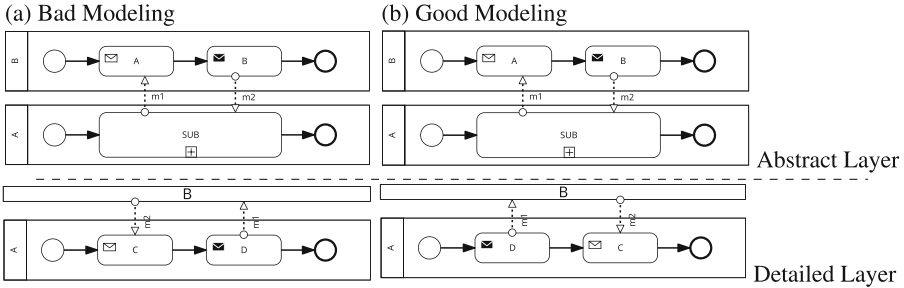 (a) Bad Modeling
(b) Good Modeling
B
A
B
B
A
B
m1
m2
m1
m2
A
SUB
A
SUB
Abstract Layer
B
B
m2
m1
m1
m2
A
C
D
A
D
C
Detailed Layer